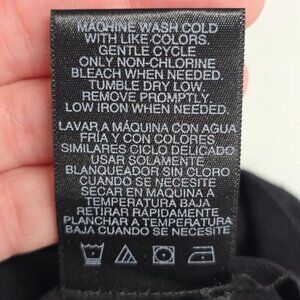 MACHINE WASH COLD
WITH LIKE COLORS.
GENTLE CYCLE
ONLY NON-CHLORINE
BLEACH WHEN NEEDED.
TUMBLE DRY LOW.
REMOVE PROMPTLY.
LOW IRON WHEN NEEDED.
LAVAR A MÁQUINA CON AGUA
FRÍA Y CON COLORES
SIMILARES CICLO DELICADO
USAR SOLAMENTE
BLANQUEADOR SIN CLORO
CUANDO SE NECESITE
SECAR EN MAQUINA A
TEMPERATURA BAJA
RETIRAR RAPIDAMENTE
PLANCHAR A TEMPERATURA
BAJA CUANDO SE NECESITE